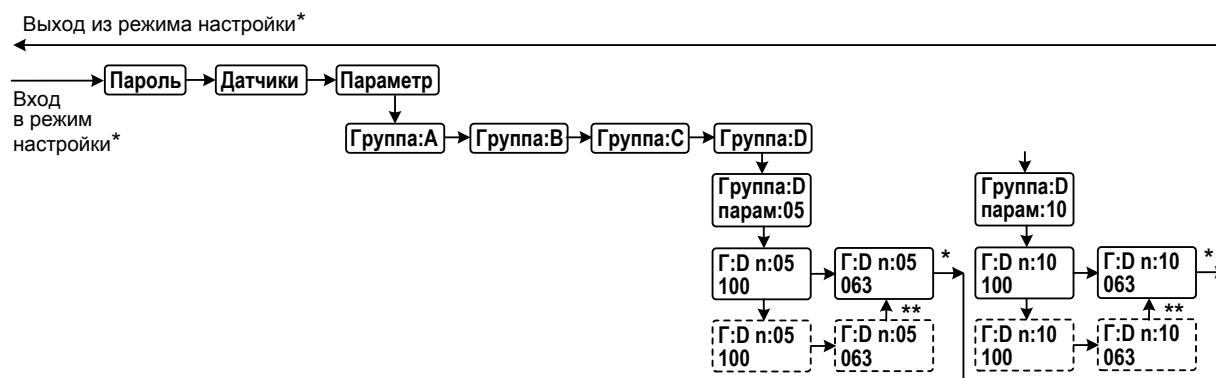 Выход из режима настройки*
Пароль Датчики Параметр
Вход
в режим
настройки*
Группа:А Группа:В Группа:С Группа:D
Группа:D
парам:05
Группа:D
парам:10
Г:D n:05
100
Г:D n:05
063
*
Г:D n:10
100
Г:D n:10
063
*
**
**
Г:D n:05
100
Г:D n:05
063
Г:D n:10
100
Г:D n:10
063